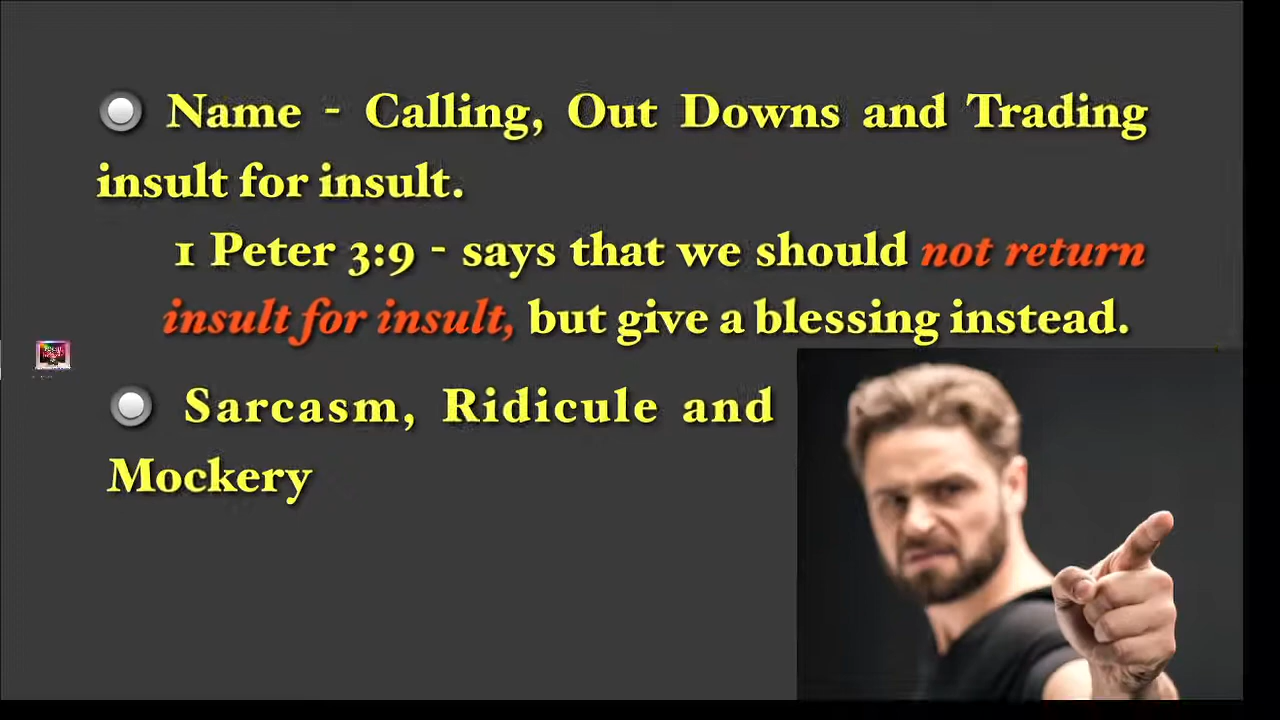 Name - Calling, Out Downs and Trading
insult for insult.
1 Peter 3:9 - says that we should not return
insult for insult, but give a blessing instead.
Sarcasm, Ridicule and
Mockery